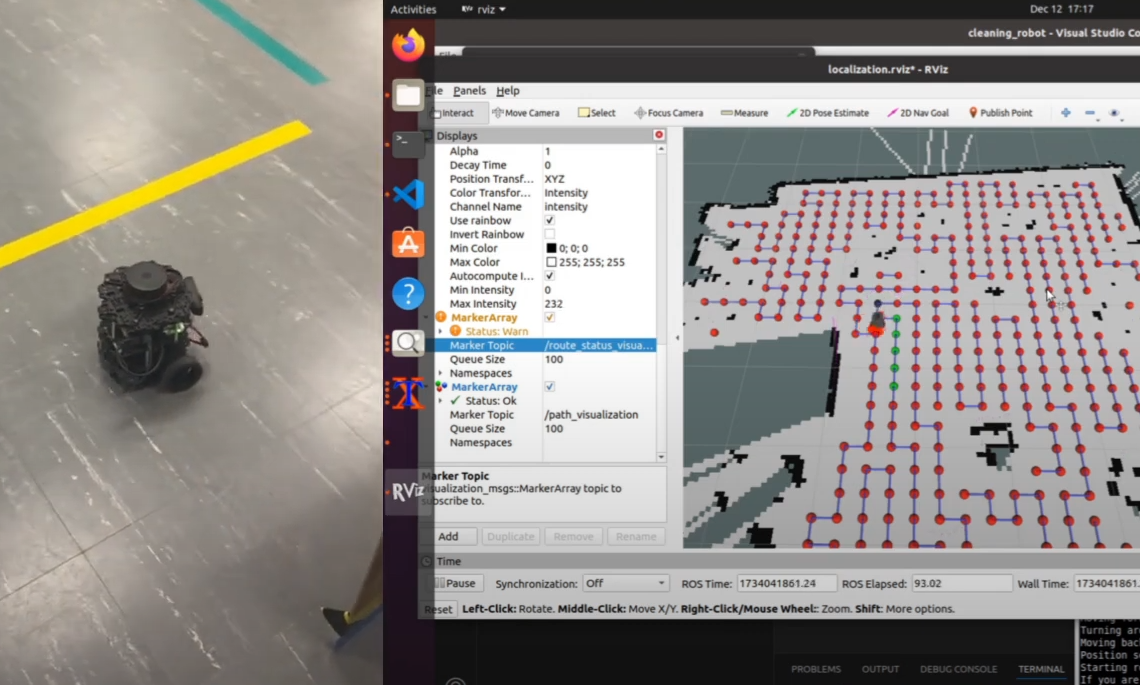 Activities rviz Dec 12 17:17
cleaning_robot - Visual Studio Co
File
localization.rviz* - RViz
File Panels Help
Interact Move Camera Select Focus Camera Measure 2D Pose Estimate 2D Nav Goal Publish Point
Displays
Alpha 1
Decay Time 0
Position Transf... XYZ
Color Transfor... Intensity
Channel Name intensity
Use rainbow
Invert Rainbow
Min Color 0; 0; 0
Max Color 255; 255; 255
Autocompute I...
Min Intensity 0
Max Intensity 232
MarkerArray
Status: Warn
Marker Topic /route_status_visua...
Queue Size 100
Namespaces
MarkerArray
Status: Ok
Marker Topic /path_visualization
Queue Size 100
Namespaces
Marker Topic
visualization_msgs::MarkerArray topic to
subscribe to.
RViz
Add Duplicate Remove Rename
Time
Pause Synchronization: Off ROS Time: 1734041861.24 ROS Elapsed: 93.02 Wall Time: 1734041861.
Reset Left-Click: Rotate. Middle-Click: Move X/Y. Right-Click/Mouse Wheel:: Zoom. Shift: More options.
Turning ar
Moving bac
Position s
Starting r
If you are
PROBLEMS OUTPUT DEBUG CONSOLE TERMINAL